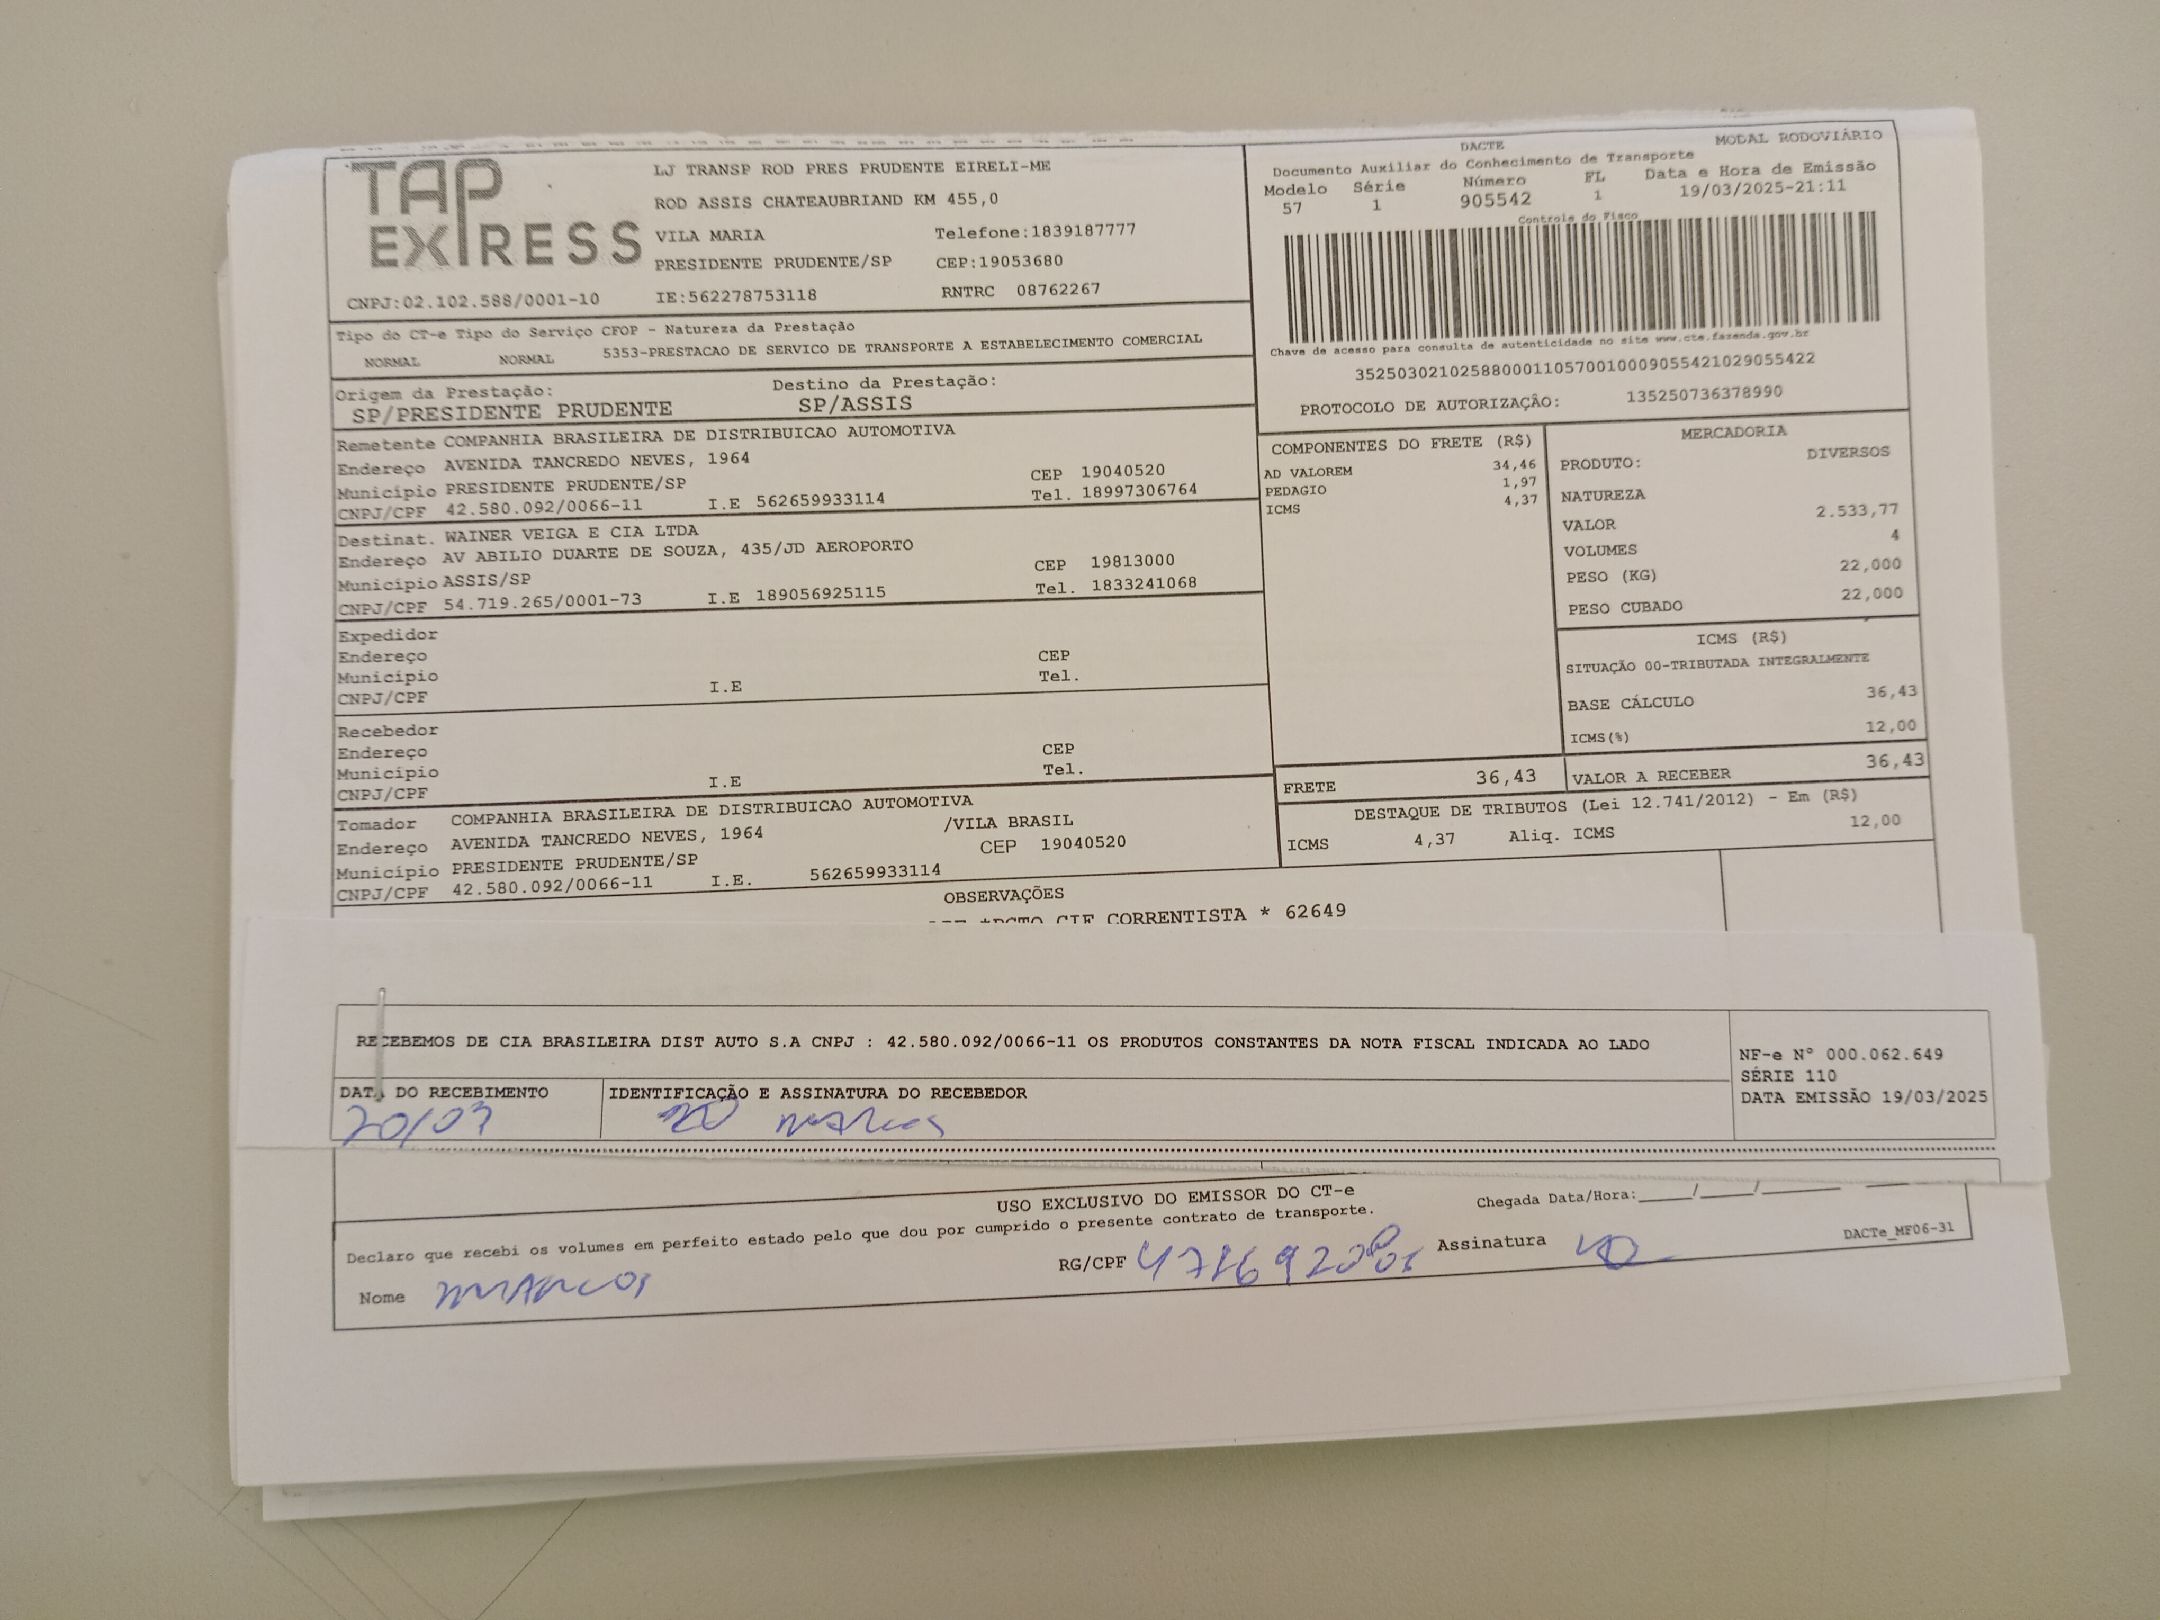 TAP EXPRESS
CNPJ:02.102.588/0001-10
LJ TRANSP ROD PRES PRUDENTE EIRELI-ME
ROD ASSIS CHATEAUBRIAND KM 455,0
VILA MARIA Telefone:1839187777
PRESIDENTE PRUDENTE/SP CEP:19053680
IE:562278753118 RNTRC 08762267
DACTE MODAL RODOVIÁRIO
Documento Auxiliar do Conhecimento de Transporte
Modelo Série Número FL Data e Hora de Emissão
57 1 905542 1 19/03/2025-21:11
Controle do Fisco
Chave de acesso para consulta de autenticidade no site www.cte.fazenda.gov.br
35250302102588000110570010009055421029055422
PROTOCOLO DE AUTORIZAÇÃO: 135250736378990
Tipo do CT-e Tipo do Serviço CFOP - Natureza da Prestação
NORMAL NORMAL 5353-PRESTACAO DE SERVICO DE TRANSPORTE A ESTABELECIMENTO COMERCIAL
Origem da Prestação: Destino da Prestação:
SP/PRESIDENTE PRUDENTE SP/ASSIS
Remetente COMPANHIA BRASILEIRA DE DISTRIBUICAO AUTOMOTIVA
Endereço AVENIDA TANCREDO NEVES, 1964 CEP 19040520
Município PRESIDENTE PRUDENTE/SP Tel. 18997306764
CNPJ/CPF 42.580.092/0066-11 I.E 562659933114
Destinat. WAINER VEIGA E CIA LTDA
Endereço AV ABILIO DUARTE DE SOUZA, 435/JD AEROPORTO CEP 19813000
Município ASSIS/SP Tel. 1833241068
CNPJ/CPF 54.719.265/0001-73 I.E 189056925115
Expedidor
Endereço CEP
Município Tel.
CNPJ/CPF I.E
Recebedor
Endereço CEP
Município Tel.
CNPJ/CPF I.E
Tomador COMPANHIA BRASILEIRA DE DISTRIBUICAO AUTOMOTIVA
Endereço AVENIDA TANCREDO NEVES, 1964 /VILA BRASIL
Município PRESIDENTE PRUDENTE/SP CEP 19040520
CNPJ/CPF 42.580.092/0066-11 I.E. 562659933114
COMPONENTES DO FRETE (R$)
AD VALOREM 34,46
PEDAGIO 1,97
ICMS 4,37
MERCADORIA
PRODUTO: DIVERSOS
NATUREZA
VALOR 2.533,77
VOLUMES 4
PESO (KG) 22,000
PESO CUBADO 22,000
ICMS (R$)
SITUAÇÃO 00-TRIBUTADA INTEGRALMENTE
BASE CÁLCULO 36,43
ICMS(%) 12,00
FRETE 36,43 VALOR A RECEBER 36,43
DESTAQUE DE TRIBUTOS (Lei 12.741/2012) - Em (R$)
ICMS 4,37 Aliq. ICMS 12,00
OBSERVAÇÕES
*DCTO CIF CORRENTISTA * 62649
RECEBEMOS DE CIA BRASILEIRA DIST AUTO S.A CNPJ : 42.580.092/0066-11 OS PRODUTOS CONSTANTES DA NOTA FISCAL INDICADA AO LADO
NF-e Nº 000.062.649
SÉRIE 110
DATA EMISSÃO 19/03/2025
DATA DO RECEBIMENTO IDENTIFICAÇÃO E ASSINATURA DO RECEBEDOR
20/03 marcos
USO EXCLUSIVO DO EMISSOR DO CT-e Chegada Data/Hora:_____/_____/_______
Declaro que recebi os volumes em perfeito estado pelo que dou por cumprido o presente contrato de transporte.
Nome marcos RG/CPF Assinatura DACTe_MF06-31